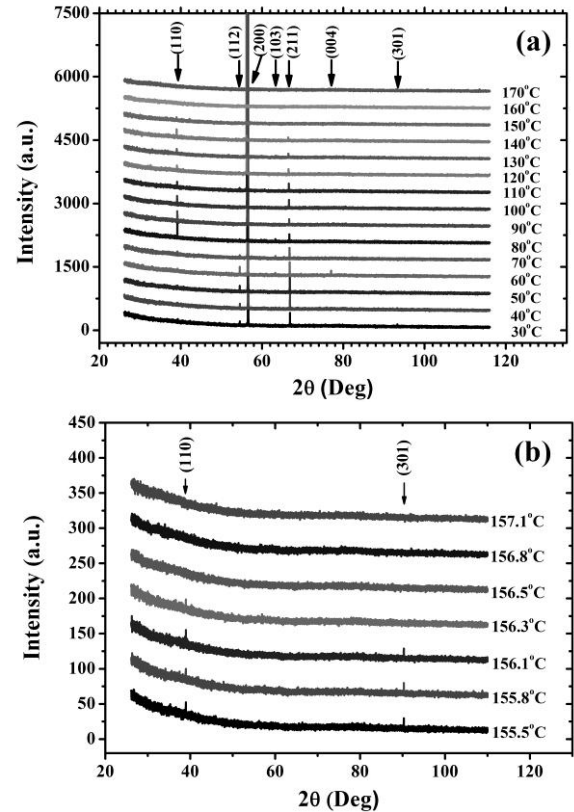 7500
6000
4500
3000
1500
0
Intensity (a.u.)
(110)
(112)
(200)
(103)
(211)
(004)
(301)
(a)
170°C
160°C
150°C
140°C
130°C
120°C
110°C
100°C
90°C
80°C
70°C
60°C
50°C
40°C
30°C
20 40 60 80 100 120
2θ (Deg)
450
400
350
300
250
200
150
100
50
0
Intensity (a.u.)
(110)
(301)
(b)
157.1°C
156.8°C
156.5°C
156.3°C
156.1°C
155.8°C
155.5°C
20 40 60 80 100 120
2θ (Deg)